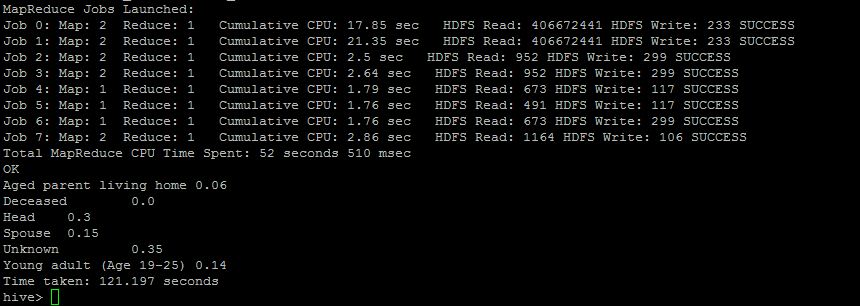 MapReduce Jobs Launched:
Job 0: Map: 2  Reduce: 1   Cumulative CPU: 17.85 sec   HDFS Read: 406672441 HDFS Write: 233 SUCCESS
Job 1: Map: 2  Reduce: 1   Cumulative CPU: 21.35 sec   HDFS Read: 406672441 HDFS Write: 233 SUCCESS
Job 2: Map: 2  Reduce: 1   Cumulative CPU: 2.5 sec   HDFS Read: 952 HDFS Write: 299 SUCCESS
Job 3: Map: 2  Reduce: 1   Cumulative CPU: 2.64 sec   HDFS Read: 952 HDFS Write: 299 SUCCESS
Job 4: Map: 1  Reduce: 1   Cumulative CPU: 1.79 sec   HDFS Read: 673 HDFS Write: 117 SUCCESS
Job 5: Map: 1  Reduce: 1   Cumulative CPU: 1.76 sec   HDFS Read: 491 HDFS Write: 117 SUCCESS
Job 6: Map: 1  Reduce: 1   Cumulative CPU: 1.76 sec   HDFS Read: 673 HDFS Write: 299 SUCCESS
Job 7: Map: 2  Reduce: 1   Cumulative CPU: 2.86 sec   HDFS Read: 1164 HDFS Write: 106 SUCCESS
Total MapReduce CPU Time Spent: 52 seconds 510 msec
OK
Aged parent living home 0.06
Deceased        0.0
Head    0.3
Spouse  0.15
Unknown         0.35
Young adult (Age 19-25) 0.14
Time taken: 121.197 seconds
hive>